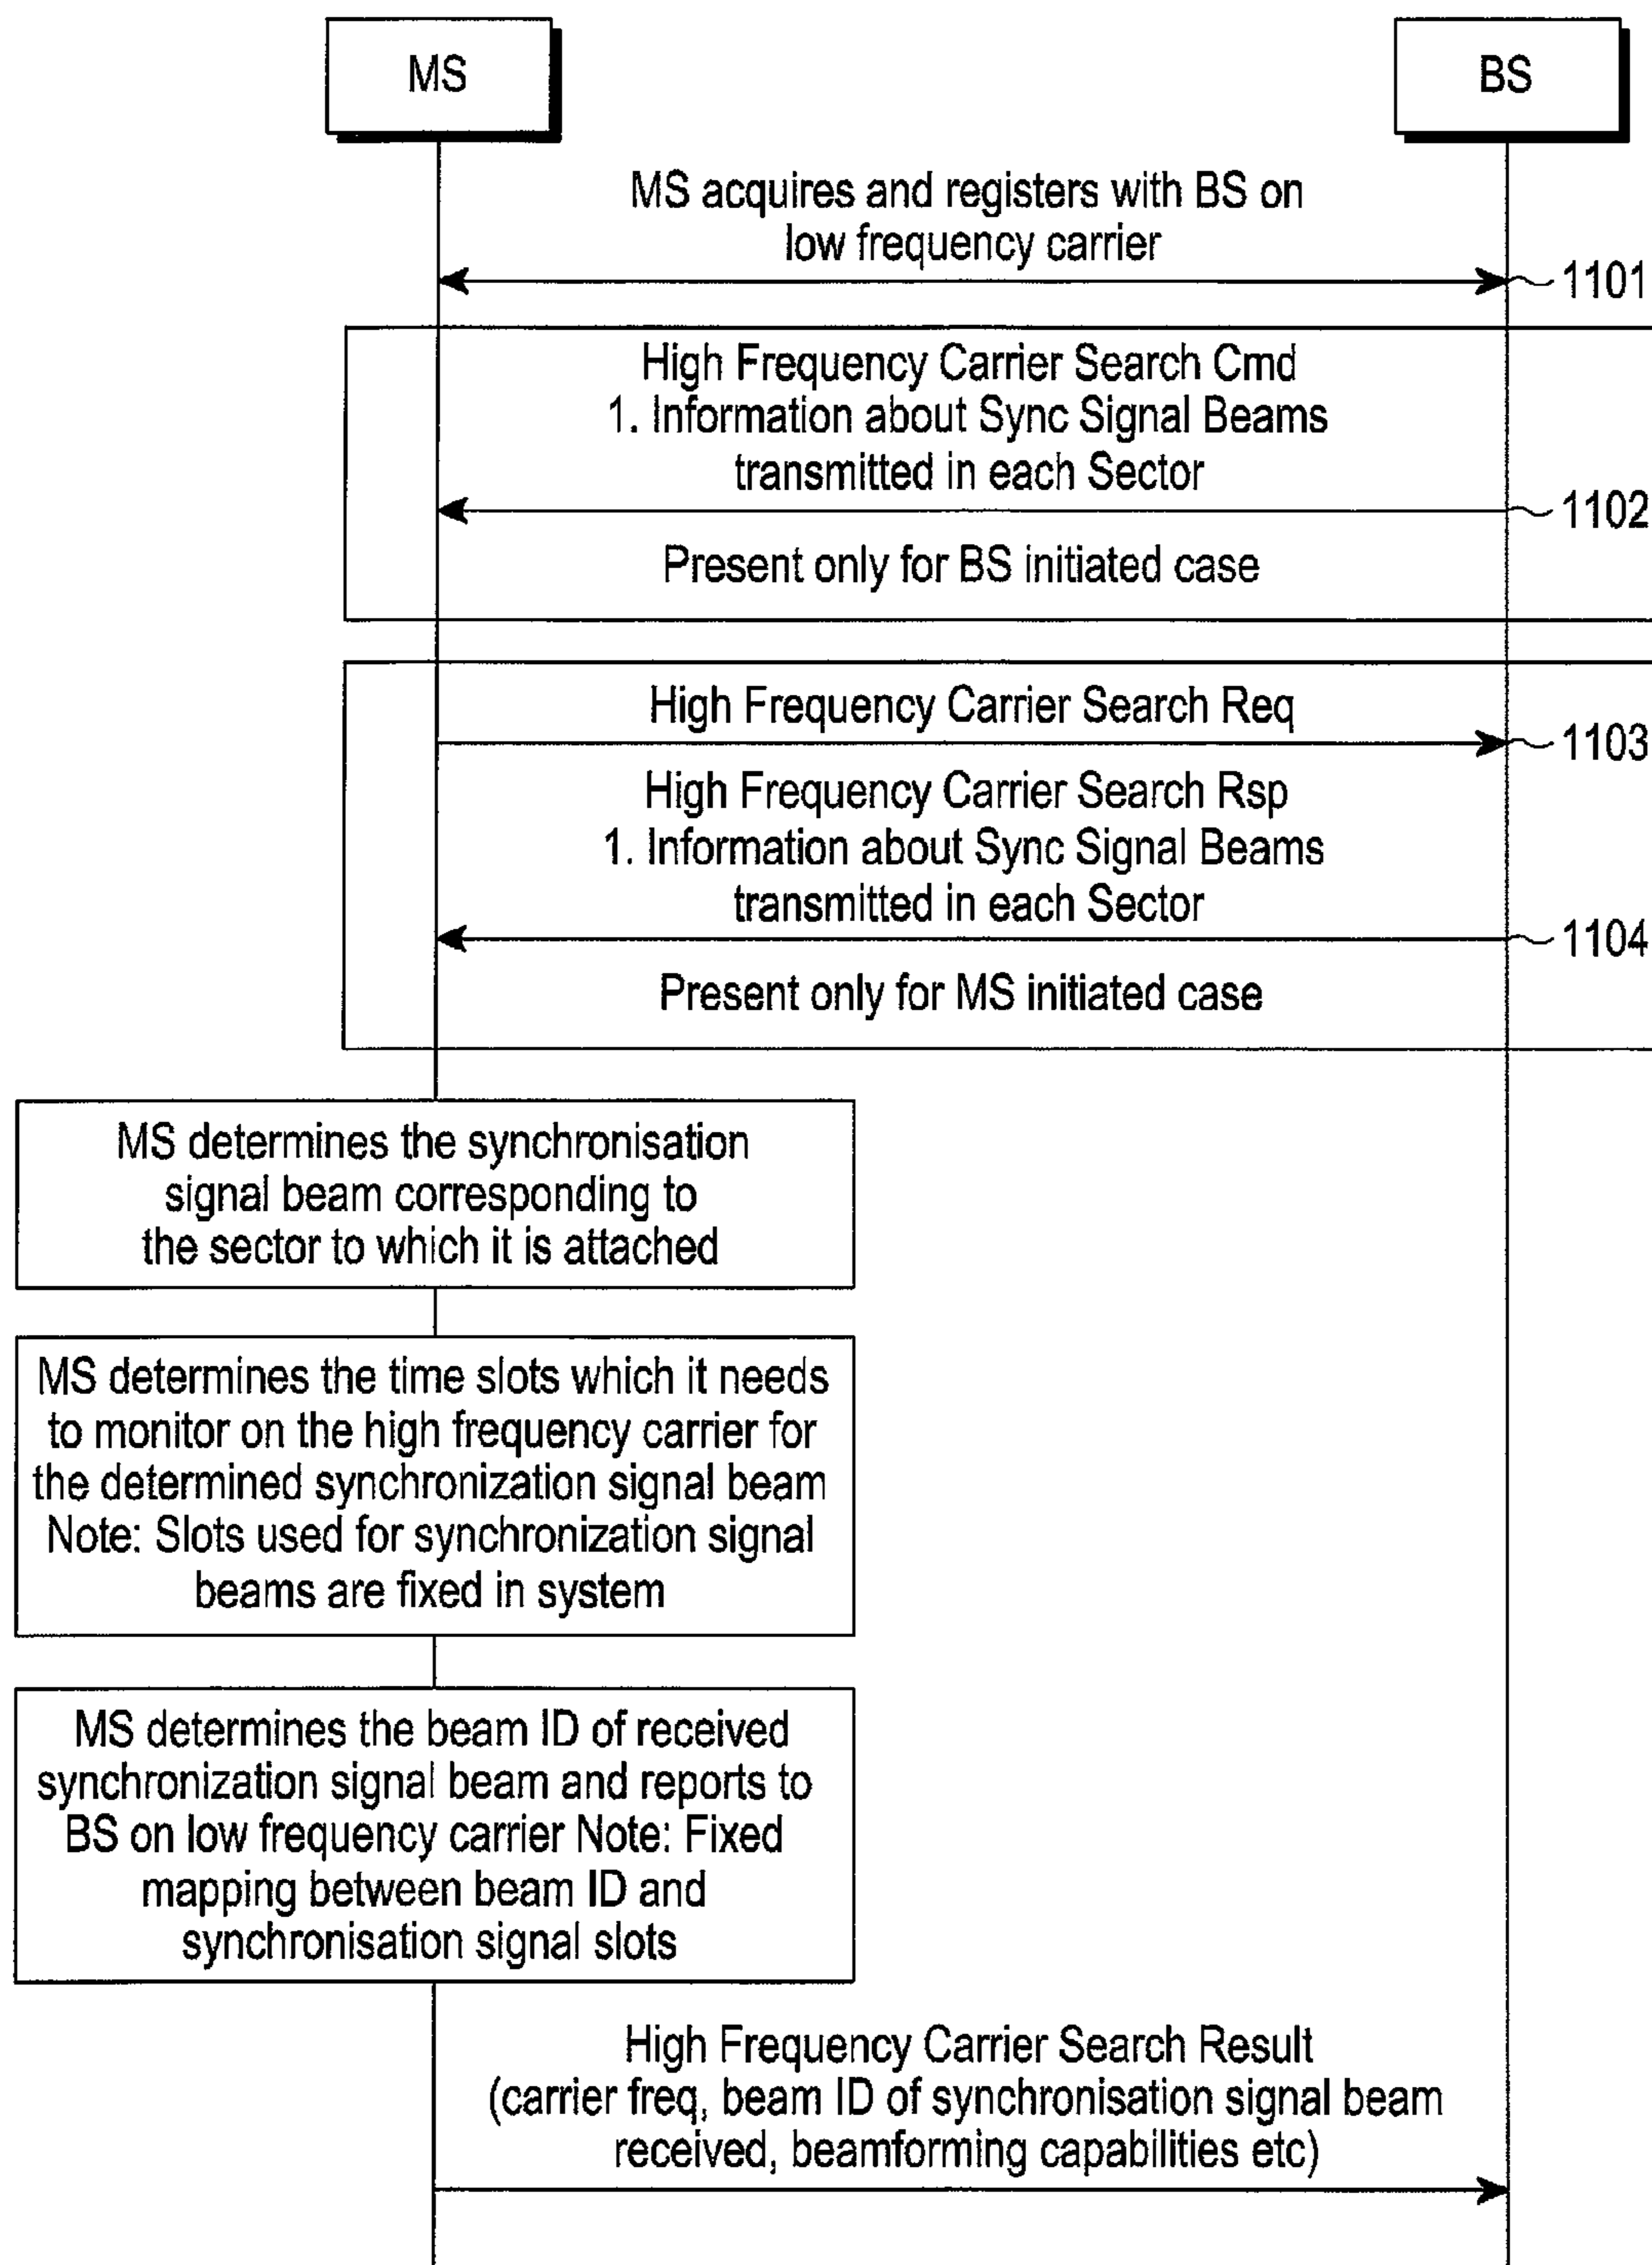 MS
BS
MS acquires and registers with BS on
low frequency carrier
1101
High Frequency Carrier Search Cmd
1. Information about Sync Signal Beams
transmitted in each Sector
1102
Present only for BS initiated case
High Frequency Carrier Search Req
1103
High Frequency Carrier Search Rsp
1. Information about Sync Signal Beams
transmitted in each Sector
1104
Present only for MS initiated case
MS determines the synchronisation
signal beam corresponding to
the sector to which it is attached
MS determines the time slots which it needs
to monitor on the high frequency carrier for
the determined synchronization signal beam
Note: Slots used for synchronization signal
beams are fixed in system
MS determines the beam ID of received
synchronization signal beam and reports to
BS on low frequency carrier Note: Fixed
mapping between beam ID and
synchronisation signal slots
High Frequency Carrier Search Result
(carrier freq, beam ID of synchronisation signal beam
received, beamforming capabilities etc)